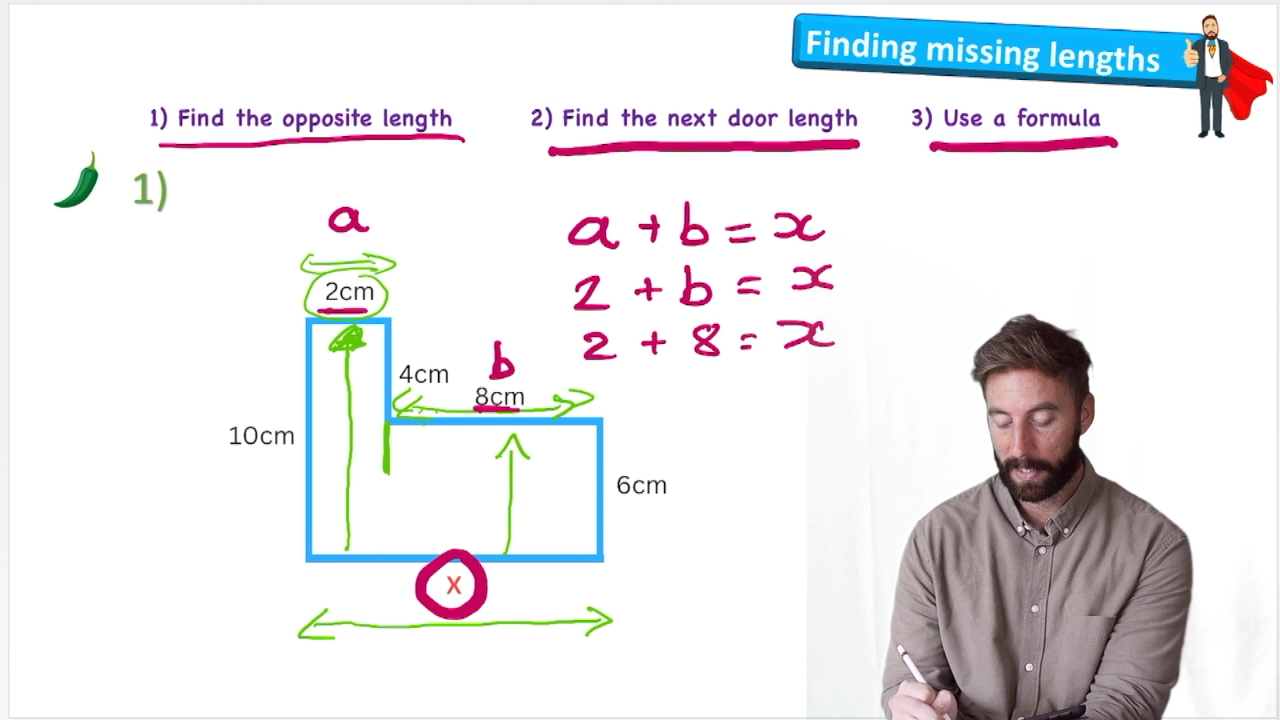 Finding missing lengths
1) Find the opposite length 2) Find the next door length 3) Use a formula
1)
a
a + b = x
2cm
2 + b = x
2 + 8 = x
b
4cm
8cm
10cm
6cm
x